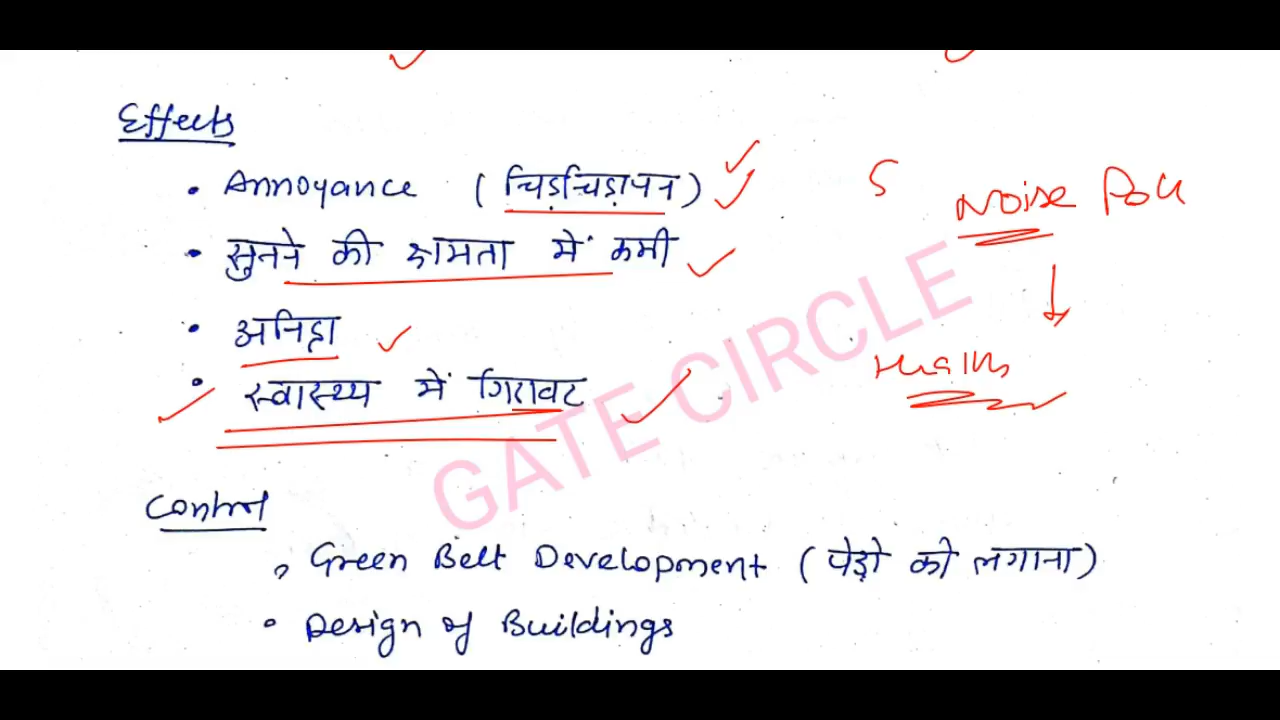 Effects
• Annoyance (चिड़चिड़ापन)
• सुनने की क्षमता में कमी
• अनिद्रा
• स्वास्थ्य में गिरावट
Noise Poll
Health
GATE CIRCLE
Control
• Green Belt Development (पेड़ो को लगाना)
• Design of Buildings